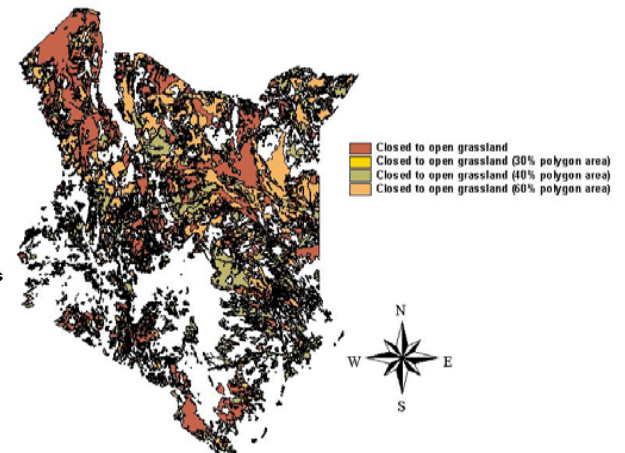 Closed to open grassland
Closed to open grassland (30% polygon area)
Closed to open grassland (40% polygon area)
Closed to open grassland (60% polygon area)
s
N
W E
S